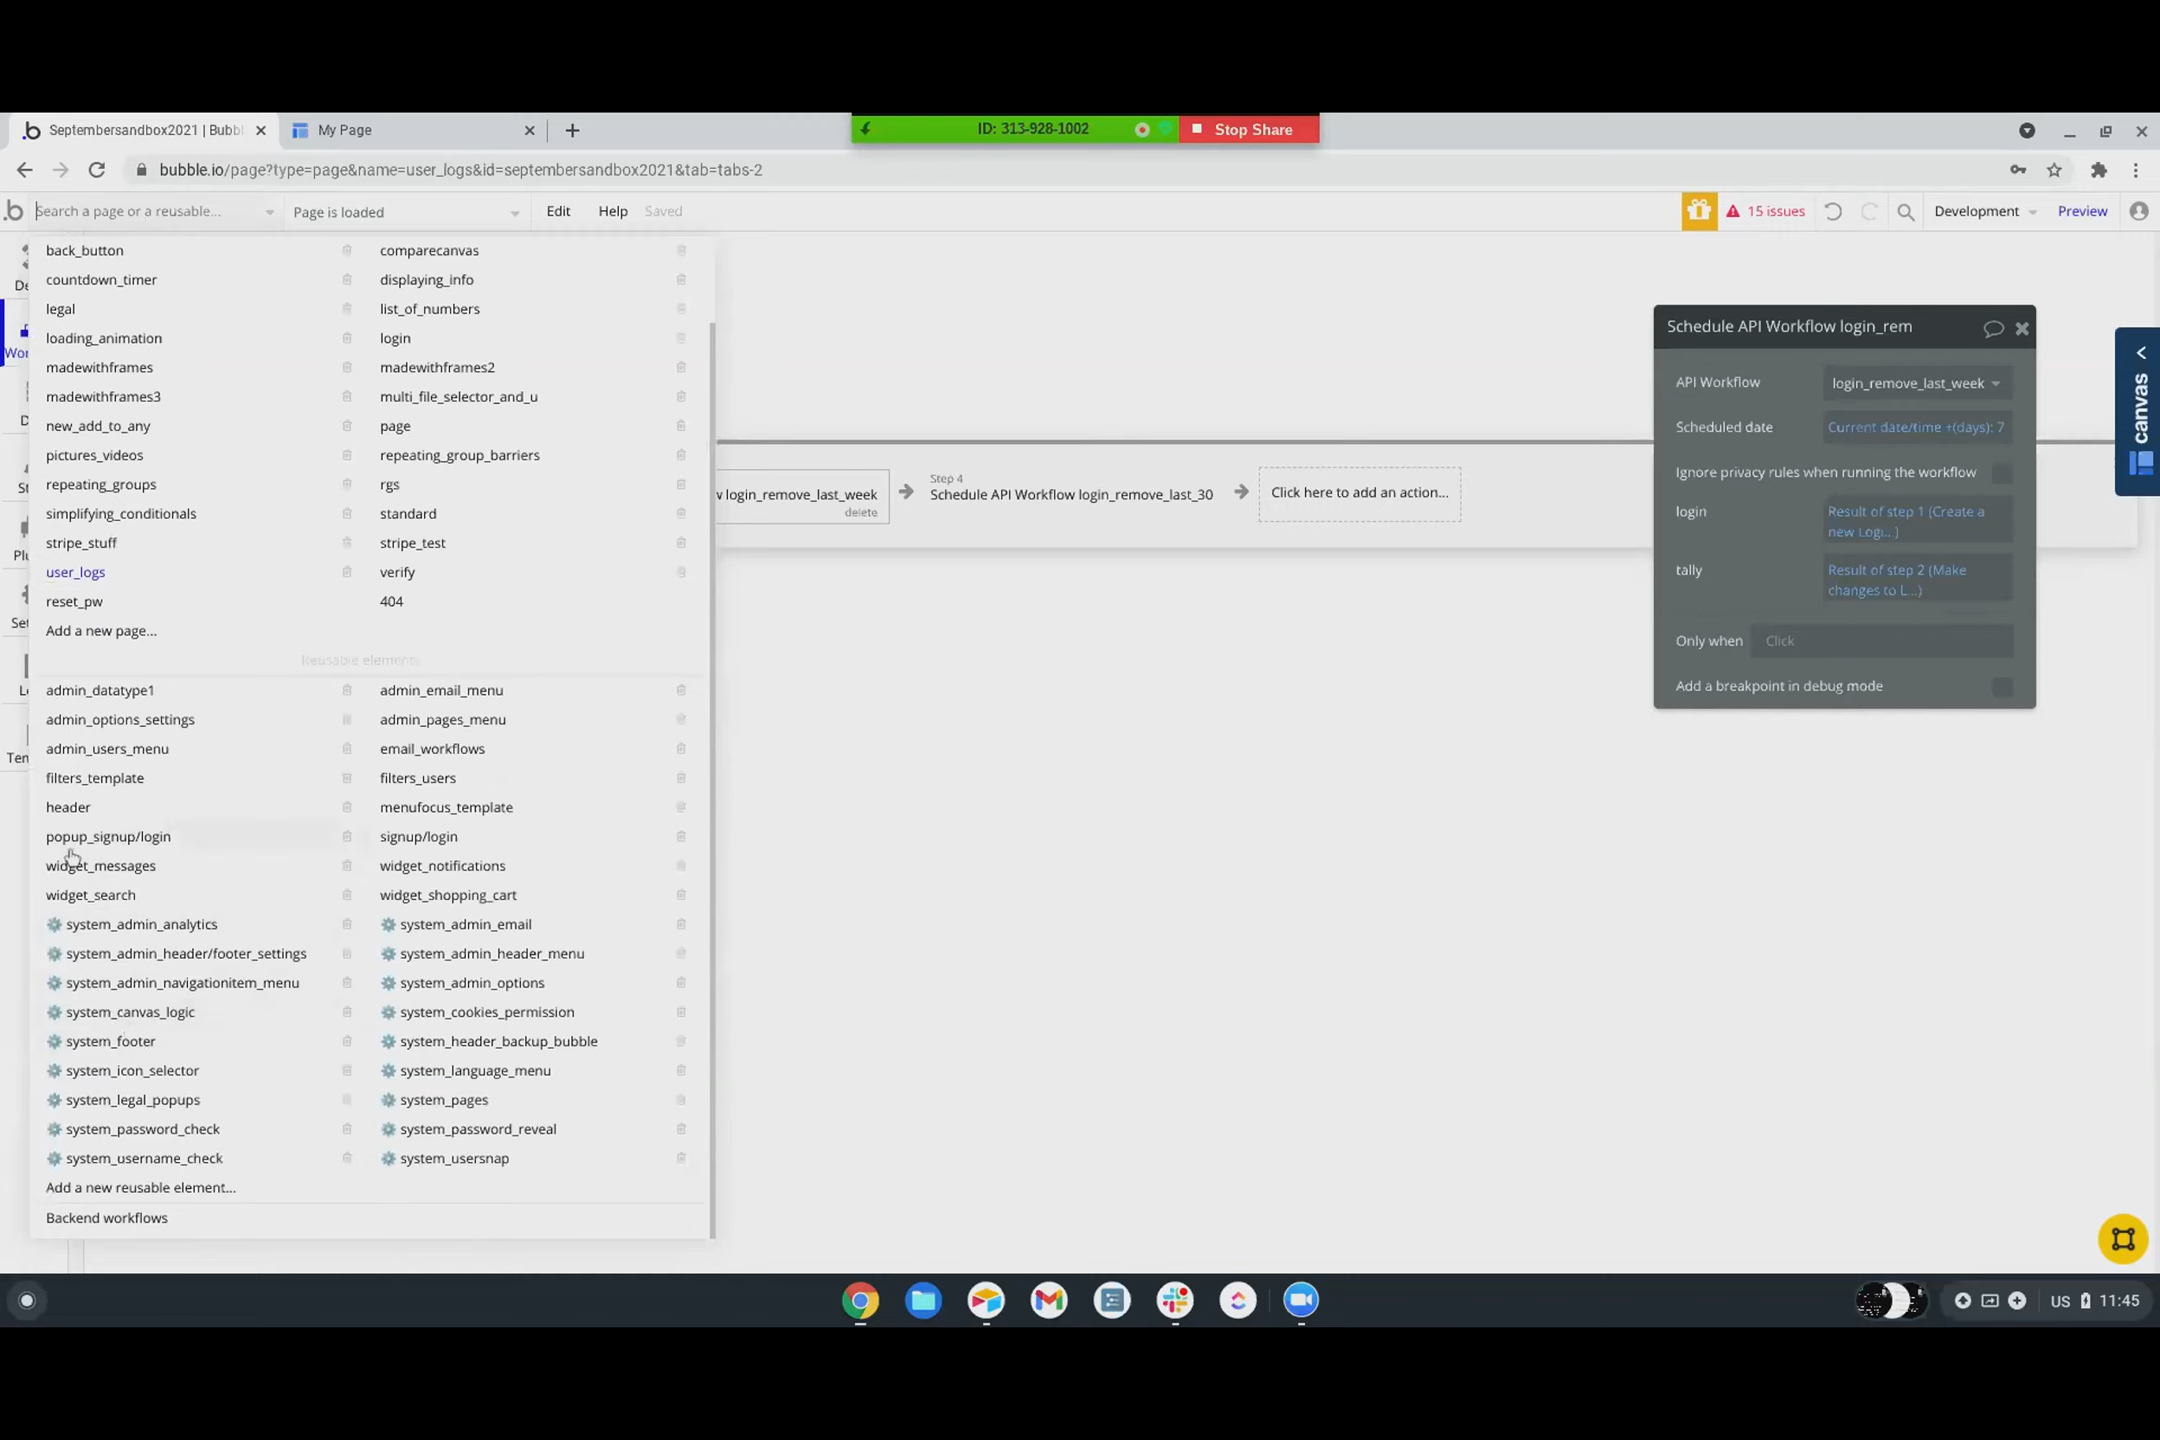 Septembersandbox2021 | Bubbl
My Page
ID: 313-928-1002
Stop Share
bubble.io/page?type=page&name=user_logs&id=septembersandbox2021&tab=tabs-2
Search a page or a reusable...
Page is loaded
Edit
Help
Saved
15 issues
Development
Preview
back_button
comparecanvas
countdown_timer
displaying_info
legal
list_of_numbers
loading_animation
login
madewithframes
madewithframes2
madewithframes3
multi_file_selector_and_u
new_add_to_any
page
pictures_videos
repeating_group_barriers
repeating_groups
rgs
simplifying_conditionals
standard
stripe_stuff
stripe_test
user_logs
verify
reset_pw
404
Add a new page...
Reusable elements
admin_datatype1
admin_email_menu
admin_options_settings
admin_pages_menu
admin_users_menu
email_workflows
filters_template
filters_users
header
menufocus_template
popup_signup/login
signup/login
widget_messages
widget_notifications
widget_search
widget_shopping_cart
system_admin_analytics
system_admin_email
system_admin_header/footer_settings
system_admin_header_menu
system_admin_navigationitem_menu
system_admin_options
system_canvas_logic
system_cookies_permission
system_footer
system_header_backup_bubble
system_icon_selector
system_language_menu
system_legal_popups
system_pages
system_password_check
system_password_reveal
system_username_check
system_usersnap
Add a new reusable element...
Backend workflows
w login_remove_last_week
delete
Step 4
Schedule API Workflow login_remove_last_30
Click here to add an action...
Schedule API Workflow login_rem
API Workflow
login_remove_last_week
Scheduled date
Current date/time +(days): 7
Ignore privacy rules when running the workflow
login
Result of step 1 (Create a
new Logi...)
tally
Result of step 2 (Make
changes to L...)
Only when
Click
Add a breakpoint in debug mode
canvas
US
11:45